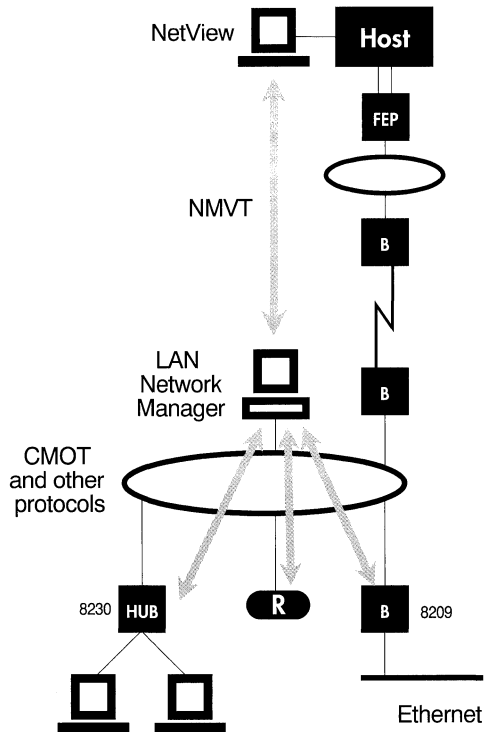 NetView
Host
FEP
NMVT
B
B
LAN
Network
Manager
CMOT
and other
protocols
8230
HUB
R
B
8209
Ethernet